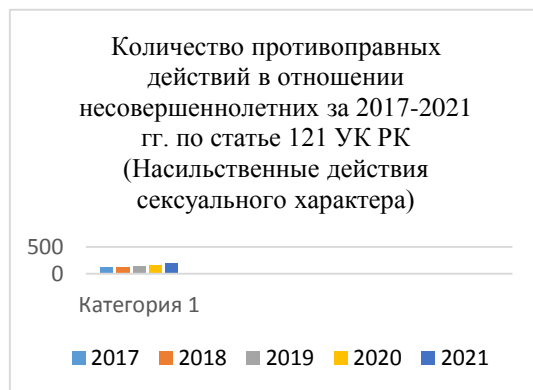 Количество противоправных
действий в отношении
несовершеннолетних за 2017-2021
гг. по статье 121 УК РК
(Насильственные действия
сексуального характера)
500
0
Категория 1
2017 2018 2019 2020 2021